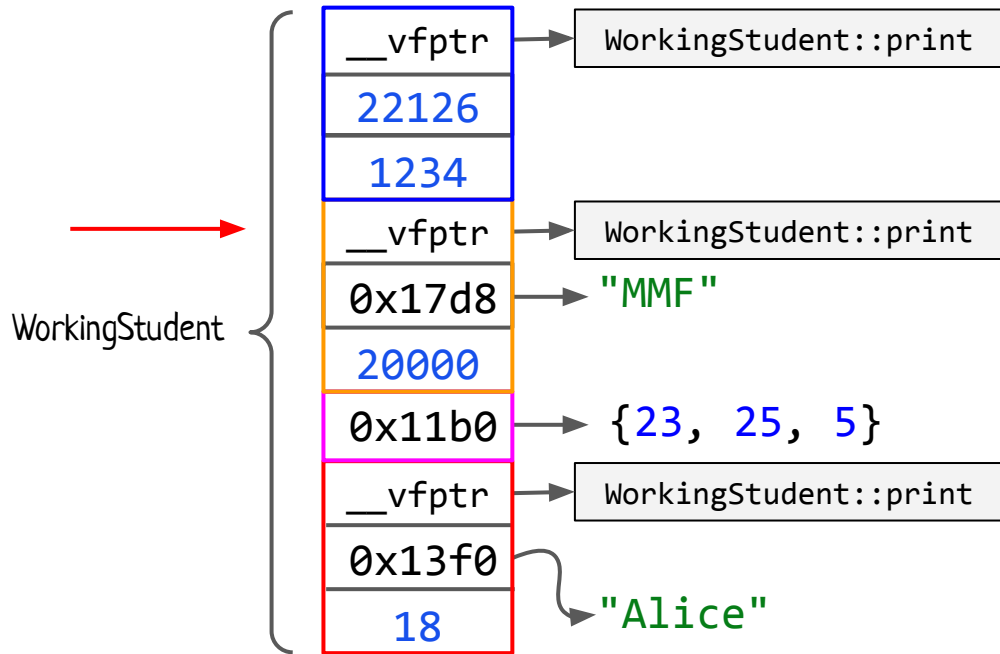 __vfptr
WorkingStudent::print
22126
1234
__vfptr
WorkingStudent::print
0x17d8
"MMF"
WorkingStudent
20000
0x11b0
{23, 25, 5}
__vfptr
WorkingStudent::print
0x13f0
"Alice"
18